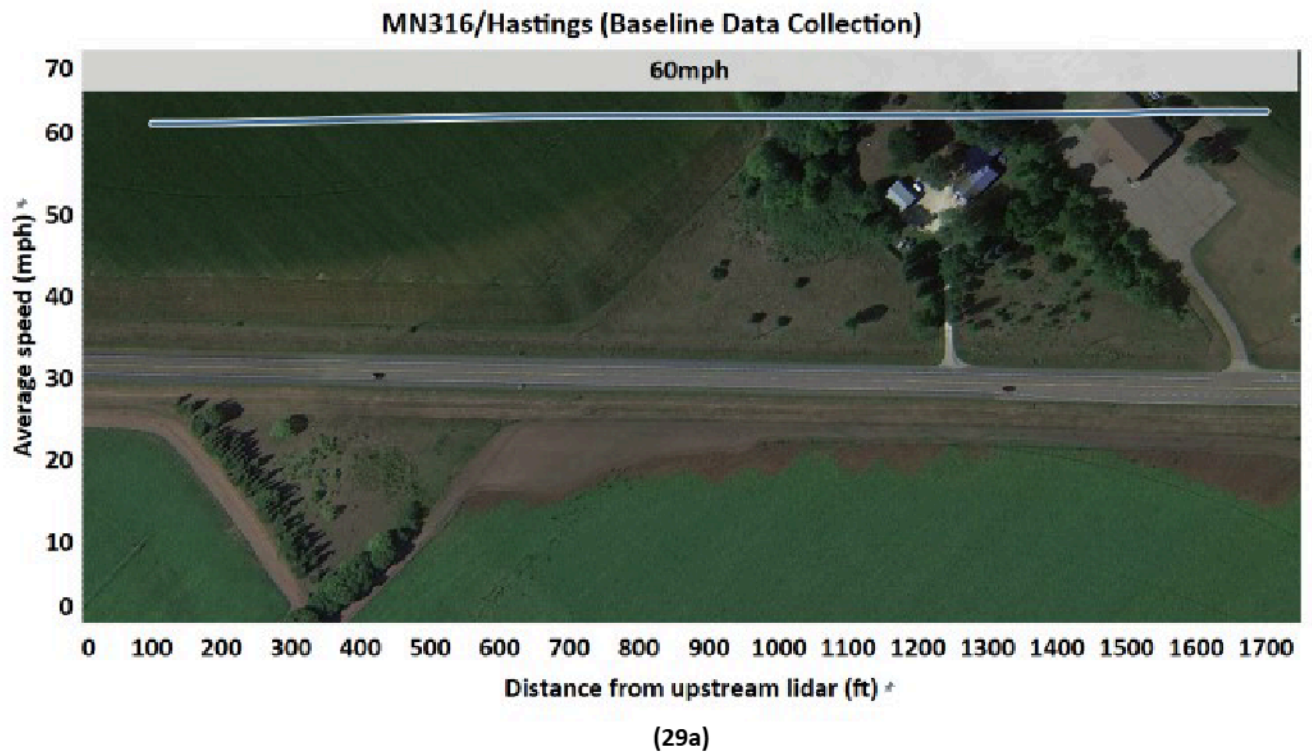 MN316/Hastings (Baseline Data Collection)
60mph
Average speed (mph)
70
60
50
40
30
20
10
0
0 100 200 300 400 500 600 700 800 900 1000 1100 1200 1300 1400 1500 1600 1700
Distance from upstream lidar (ft)
(29a)